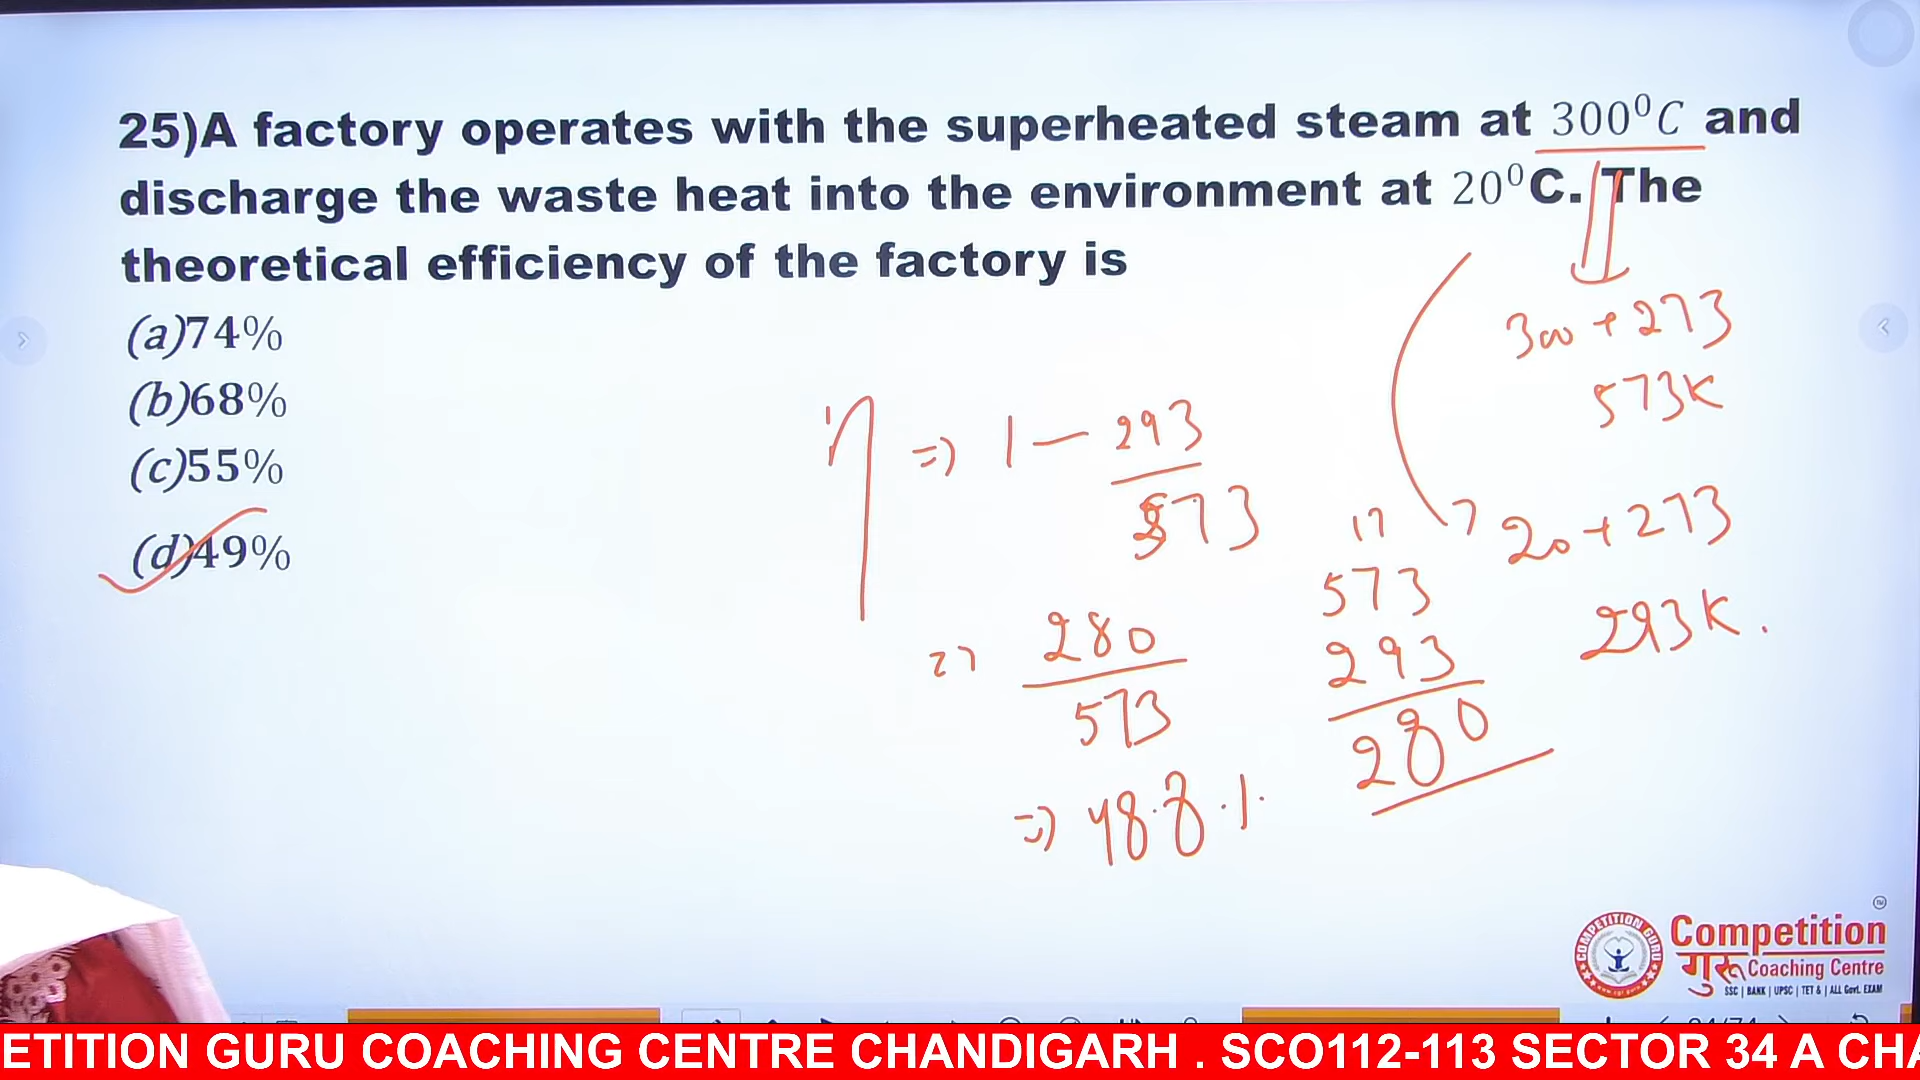 25)A factory operates with the superheated steam at 300⁰C and
discharge the waste heat into the environment at 20⁰C. The
theoretical efficiency of the factory is
(a)74%
(b)68%
(c)55%
(d)49%
300 + 273
573K
20 + 273
293K.
η => 1 - 293
573
280
573
573
293
280
=> 48.8%
COMPETITION GURU
Competition
गुरू Coaching Centre
SSC | BANK | UPSC | TET & | ALL Govt. EXAM
TM
ETITION GURU COACHING CENTRE CHANDIGARH . SCO112-113 SECTOR 34 A CHA